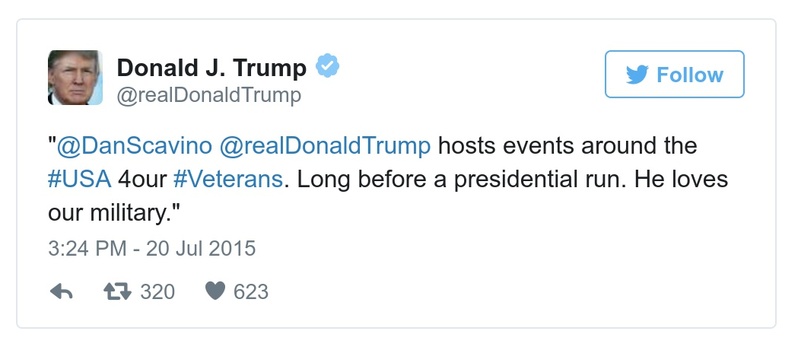 Donald J. Trump
@realDonaldTrump
Follow
"@DanScavino @realDonaldTrump hosts events around the
#USA 4our #Veterans. Long before a presidential run. He loves
our military."
3:24 PM - 20 Jul 2015
320 623